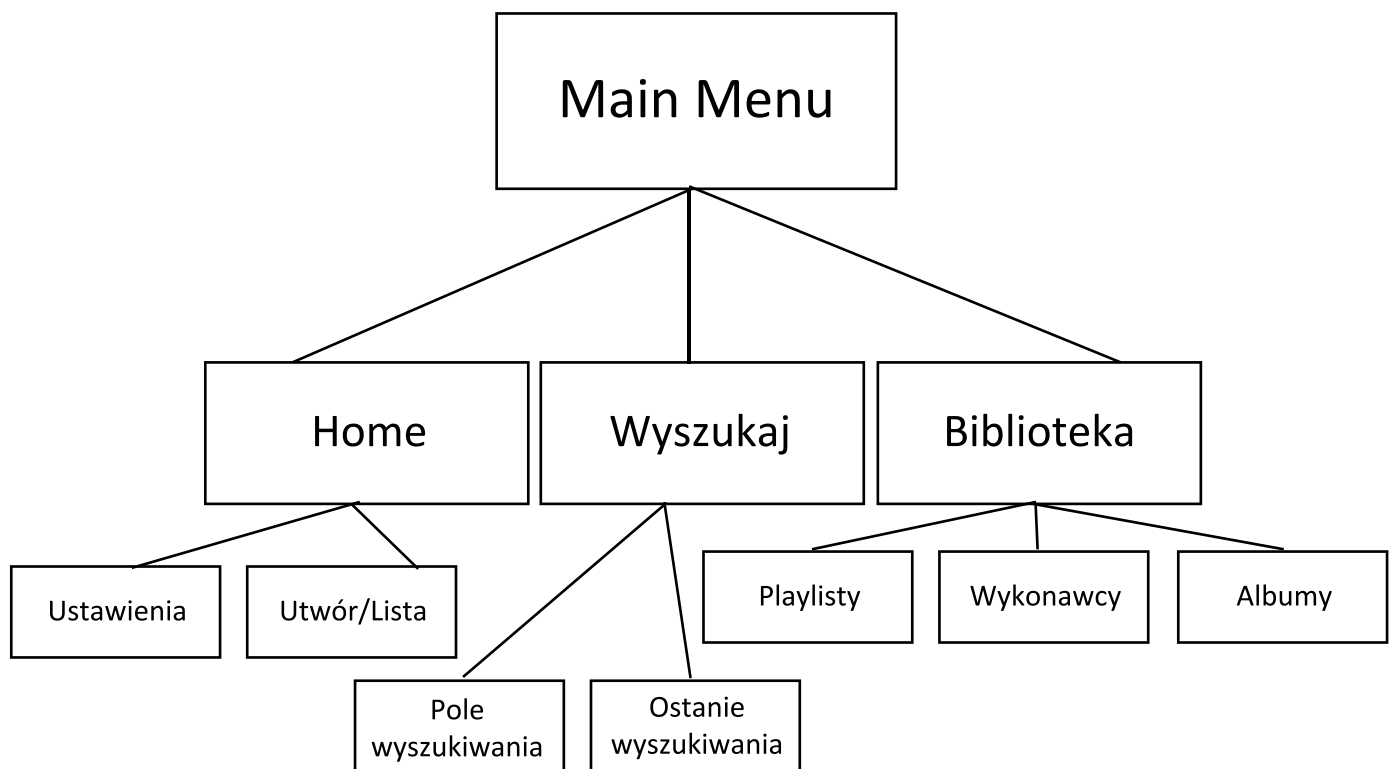 Main Menu
Home
Wyszukaj
Biblioteka
Ustawienia
Utwór/Lista
Playlisty
Wykonawcy
Albumy
Pole
wyszukiwania
Ostanie
wyszukiwania